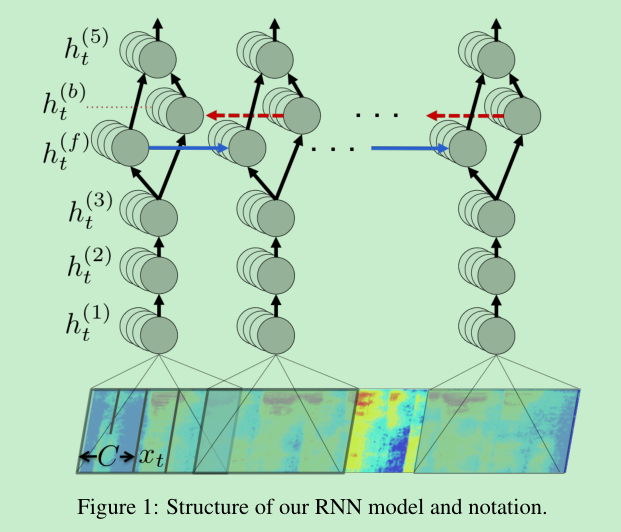 h_t^{(5)}
h_t^{(b)}
. . .
h_t^{(f)}
. . .
h_t^{(3)}
h_t^{(2)}
h_t^{(1)}
C x_t
Figure 1: Structure of our RNN model and notation.